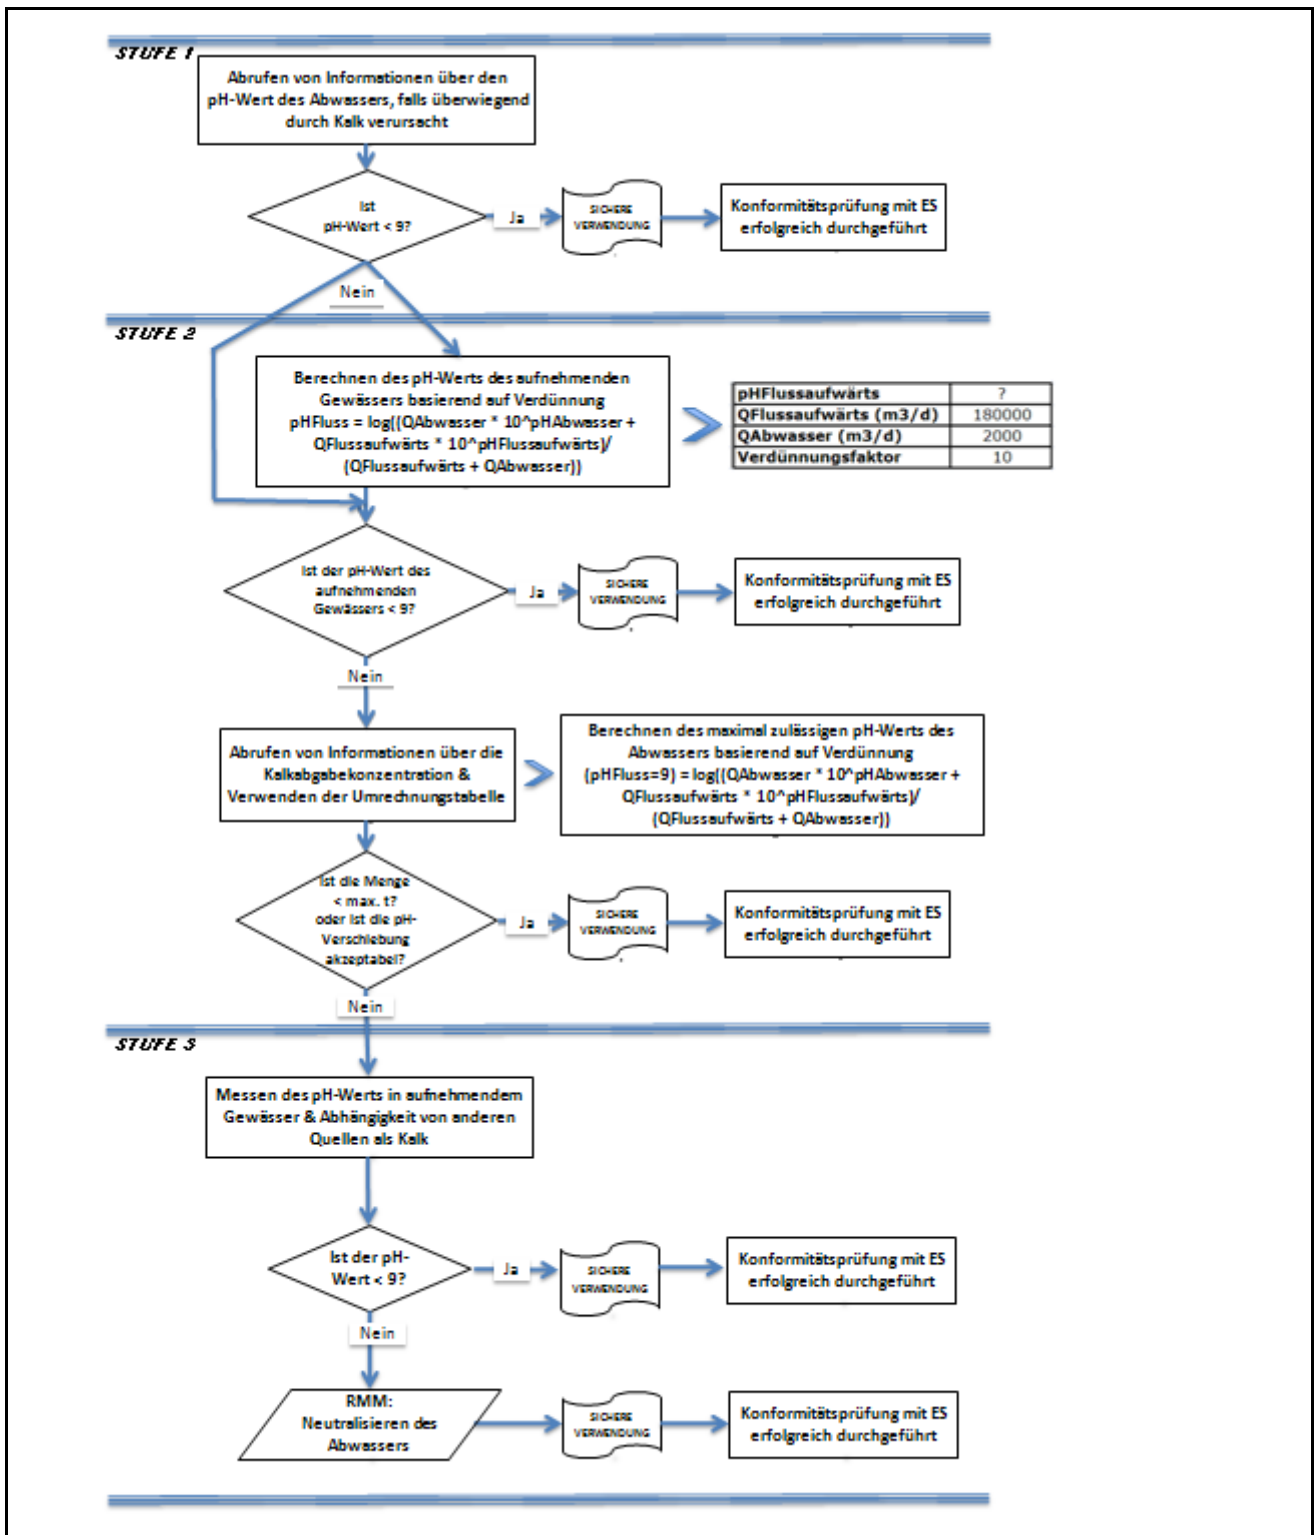 STUFE 1
Abrufen von Informationen über den
pH-Wert des Abwassers, falls überwiegend
durch Kalk verursacht
Ist
pH-Wert < 9?
Ja
SICHERE
VERWENDUNG
Konformitätsprüfung mit ES
erfolgreich durchgeführt
Nein
STUFE 2
Berechnen des pH-Werts des aufnehmenden
Gewässers basierend auf Verdünnung
pHFluss = log((QAbwasser * 10^pHAbwasser +
QFlussaufwärts * 10^pHFlussaufwärts)/
(QFlussaufwärts + QAbwasser))
pHFlussaufwärts ?
QFlussaufwärts (m3/d) 180000
QAbwasser (m3/d) 2000
Verdünnungsfaktor 10
Ist der pH-Wert des
aufnehmenden
Gewässers < 9?
Ja
SICHERE
VERWENDUNG
Konformitätsprüfung mit ES
erfolgreich durchgeführt
Nein
Abrufen von Informationen über die
Kalkabgabekonzentration &
Verwenden der Umrechnungstabelle
Berechnen des maximal zulässigen pH-Werts des
Abwassers basierend auf Verdünnung
(pHFluss=9) = log((QAbwasser * 10^pHAbwasser +
QFlussaufwärts * 10^pHFlussaufwärts)/
(QFlussaufwärts + QAbwasser))
Ist die Menge
< max. t?
oder ist die pH-
Verschiebung
akzeptabel?
Ja
SICHERE
VERWENDUNG
Konformitätsprüfung mit ES
erfolgreich durchgeführt
Nein
STUFE 3
Messen des pH-Werts in aufnehmendem
Gewässer & Abhängigkeit von anderen
Quellen als Kalk
Ist der pH-
Wert < 9?
Ja
SICHERE
VERWENDUNG
Konformitätsprüfung mit ES
erfolgreich durchgeführt
Nein
RMM:
Neutralisieren des
Abwassers
SICHERE
VERWENDUNG
Konformitätsprüfung mit ES
erfolgreich durchgeführt